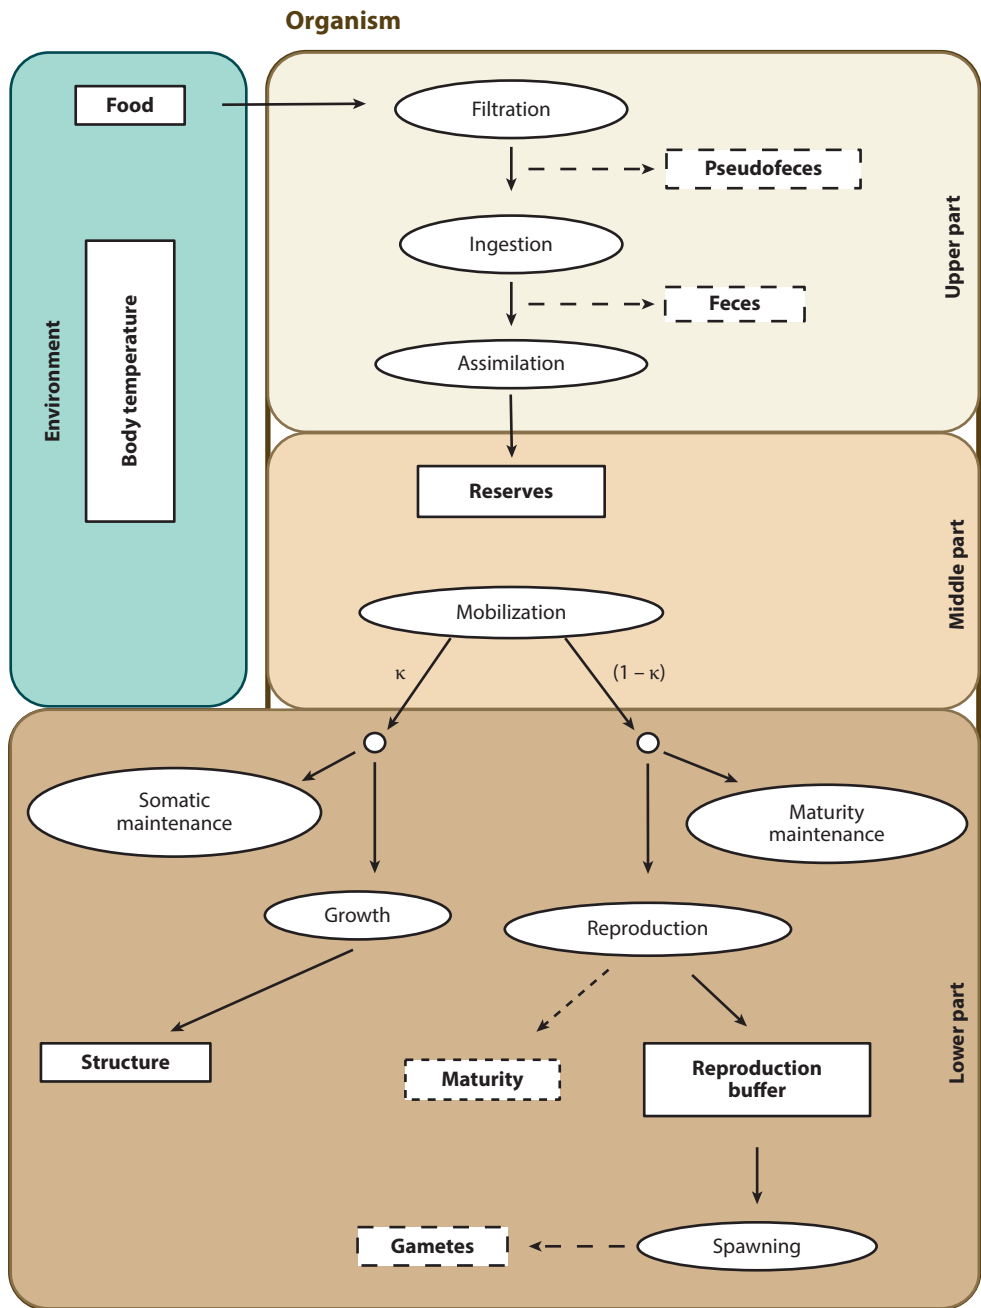 Organism
Food
Filtration
Pseudofeces
Ingestion
Feces
Assimilation
Upper part
Environment
Body temperature
Reserves
Mobilization
κ
(1 – κ)
Middle part
Somatic
maintenance
Maturity
maintenance
Growth
Reproduction
Structure
Maturity
Reproduction
buffer
Lower part
Gametes
Spawning